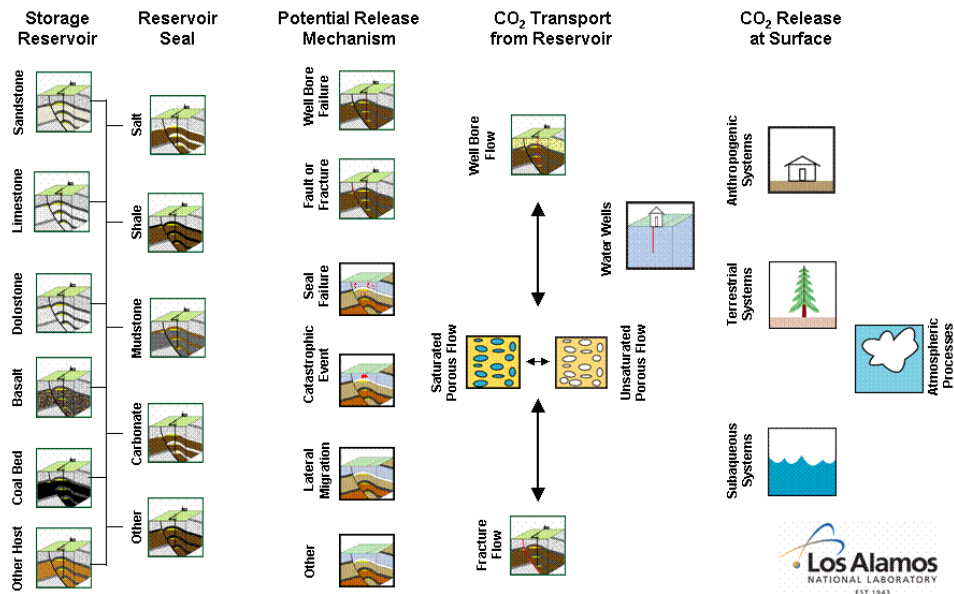 Storage
Reservoir
Reservoir
Seal
Potential Release
Mechanism
CO₂ Transport
from Reservoir
CO₂ Release
at Surface
Sandstone
Limestone
Dolostone
Basalt
Coal Bed
Other Host
Salt
Shale
Mudstone
Carbonate
Other
Well Bore
Failure
Fault or
Fracture
Seal
Failure
Catastrophic
Event
Lateral
Migration
Other
Well Bore
Flow
Water Wells
Saturated
Porous Flow
Unsaturated
Porous Flow
Fracture
Flow
Anthropogenic
Systems
Terrestrial
Systems
Atmospheric
Processes
Subaqueous
Systems
Los Alamos
NATIONAL LABORATORY
EST. 1943